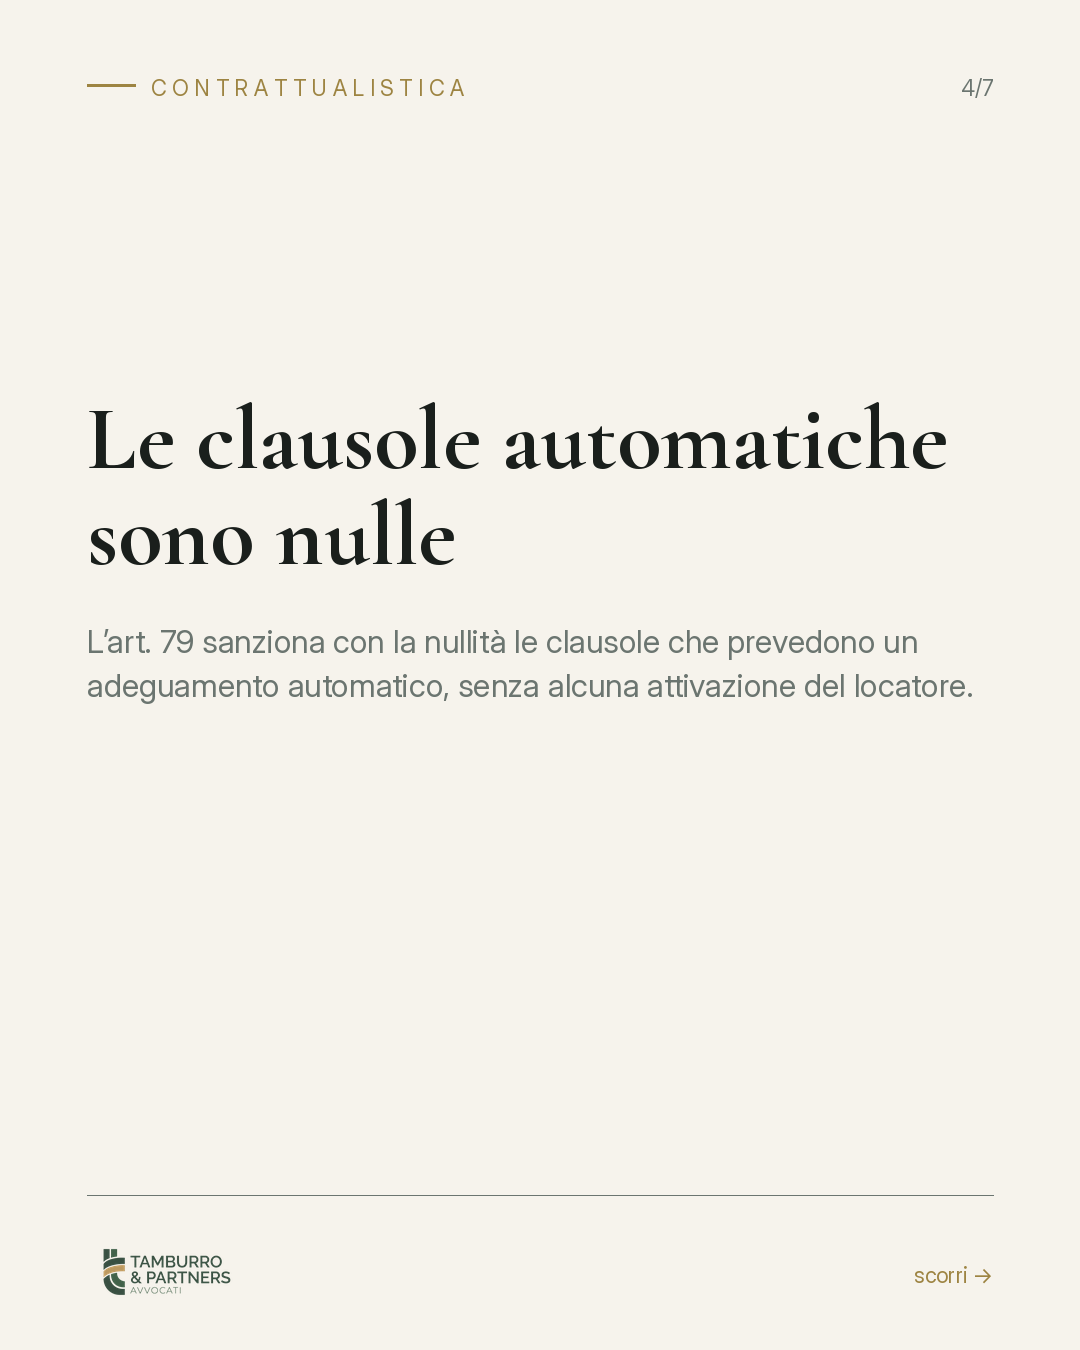 CONTRATTUALISTICA
4/7
Le clausole automatiche
sono nulle
L’art. 79 sanziona con la nullità le clausole che prevedono un
adeguamento automatico, senza alcuna attivazione del locatore.
TAMBURRO
& PARTNERS
AVVOCATI
scorri →